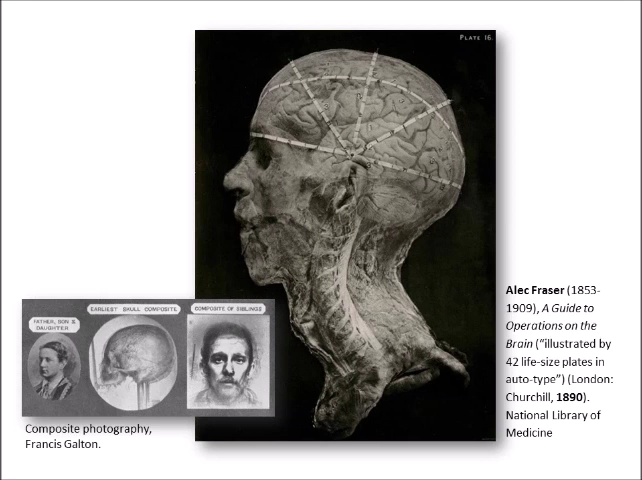 PLATE 16
FATHER, SON &
DAUGHTER
EARLIEST SKULL COMPOSITE
COMPOSITE OF SIBLINGS
Composite photography,
Francis Galton.
Alec Fraser (1853-
1909), A Guide to
Operations on the
Brain (“illustrated by
42 life-size plates in
auto-type”) (London:
Churchill, 1890).
National Library of
Medicine